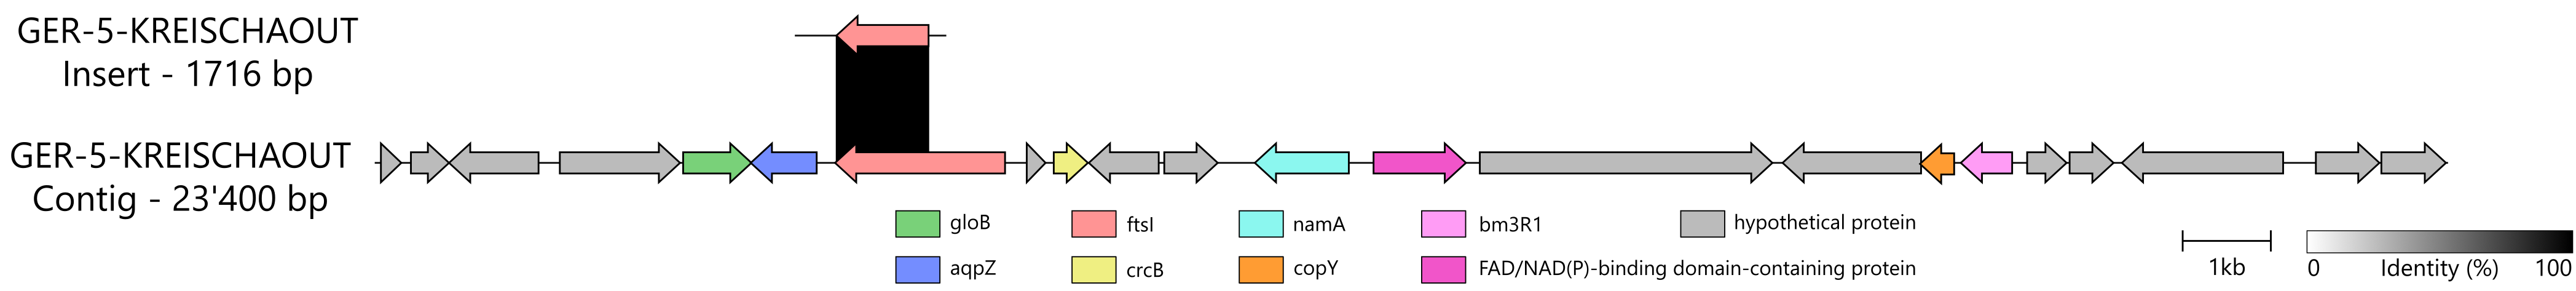 GER-5-KREISCHAOUT
Insert - 1716 bp
GER-5-KREISCHAOUT
Contig - 23'400 bp
gloB
ftsI
namA
bm3R1
hypothetical protein
aqpZ
crcB
copY
FAD/NAD(P)-binding domain-containing protein
1kb
0
Identity (%)
100